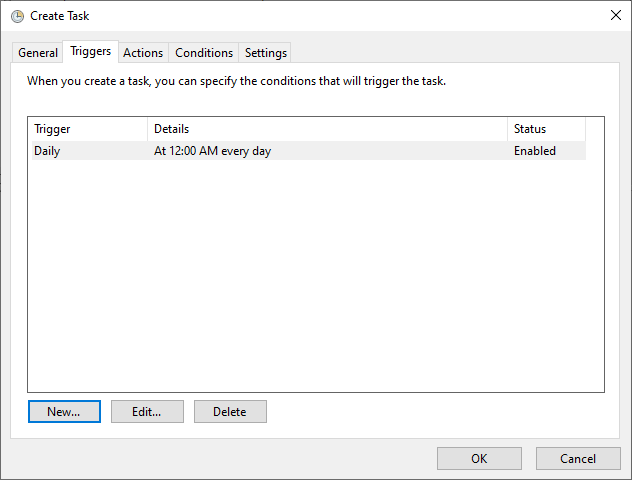 Create Task
General Triggers Actions Conditions Settings
When you create a task, you can specify the conditions that will trigger the task.
Trigger Details Status
Daily At 12:00 AM every day Enabled
New... Edit... Delete
OK Cancel